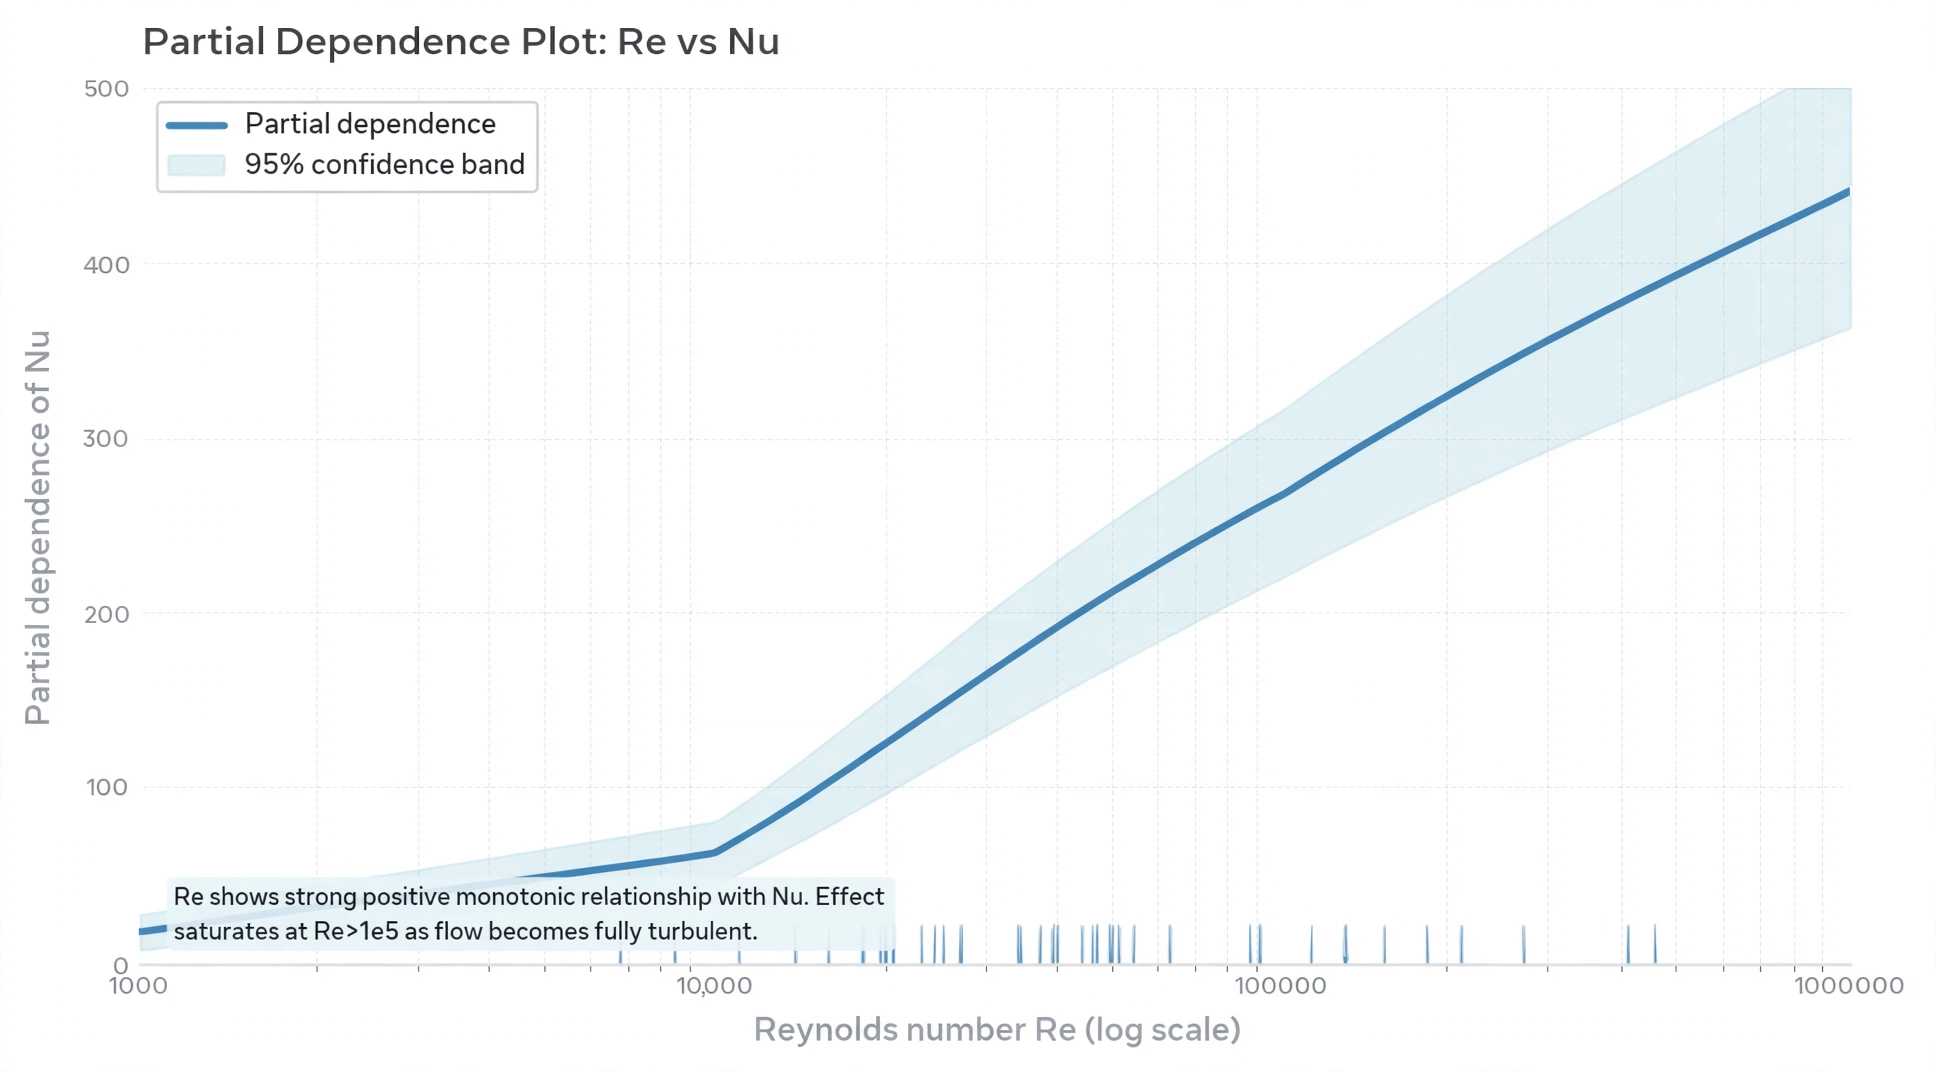 Partial Dependence Plot: Re vs Nu
Partial dependence
95% confidence band
Partial dependence of Nu
500
400
300
200
100
0
Re shows strong positive monotonic relationship with Nu. Effect
saturates at Re>1e5 as flow becomes fully turbulent.
1000
10,000
100000
1000000
Reynolds number Re (log scale)